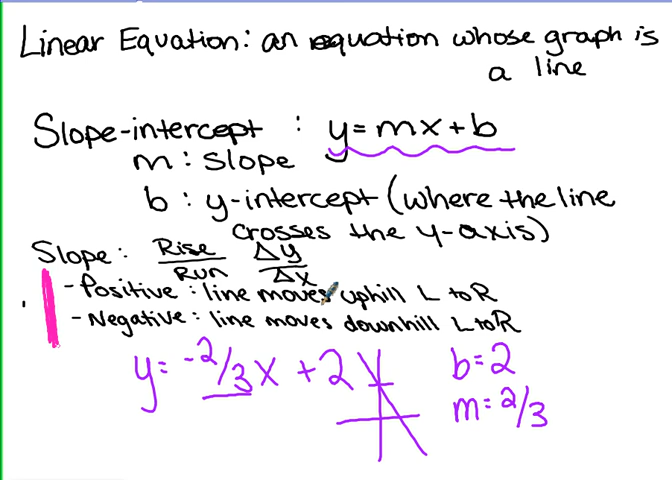 Linear Equation: an equation whose graph is
a line
Slope-intercept : y=mx+b
m: slope
b: y-intercept (where the line
crosses the y-axis)
Slope: Rise/Run Δy/Δx
- Positive: line moves uphill L to R
- Negative: line moves downhill L to R
y= -2/3x +2 b=2
m=2/3